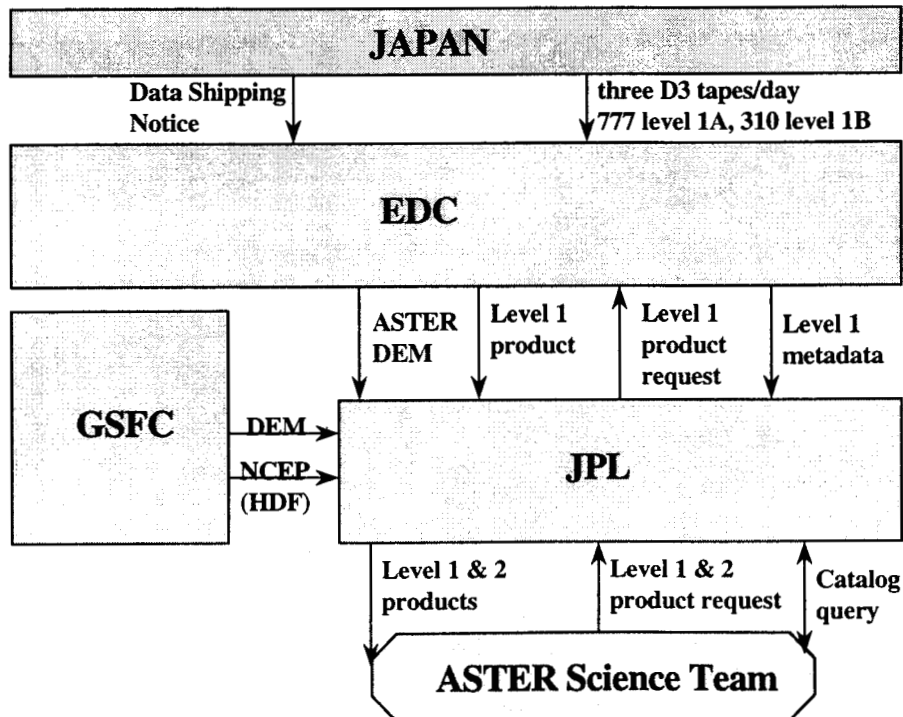 JAPAN
Data Shipping
Notice
three D3 tapes/day
777 level 1A, 310 level 1B
EDC
ASTER
DEM
Level 1
product
Level 1
product
request
Level 1
metadata
GSFC
DEM
NCEP
(HDF)
JPL
Level 1 & 2
products
Level 1 & 2
product request
Catalog
query
ASTER Science Team